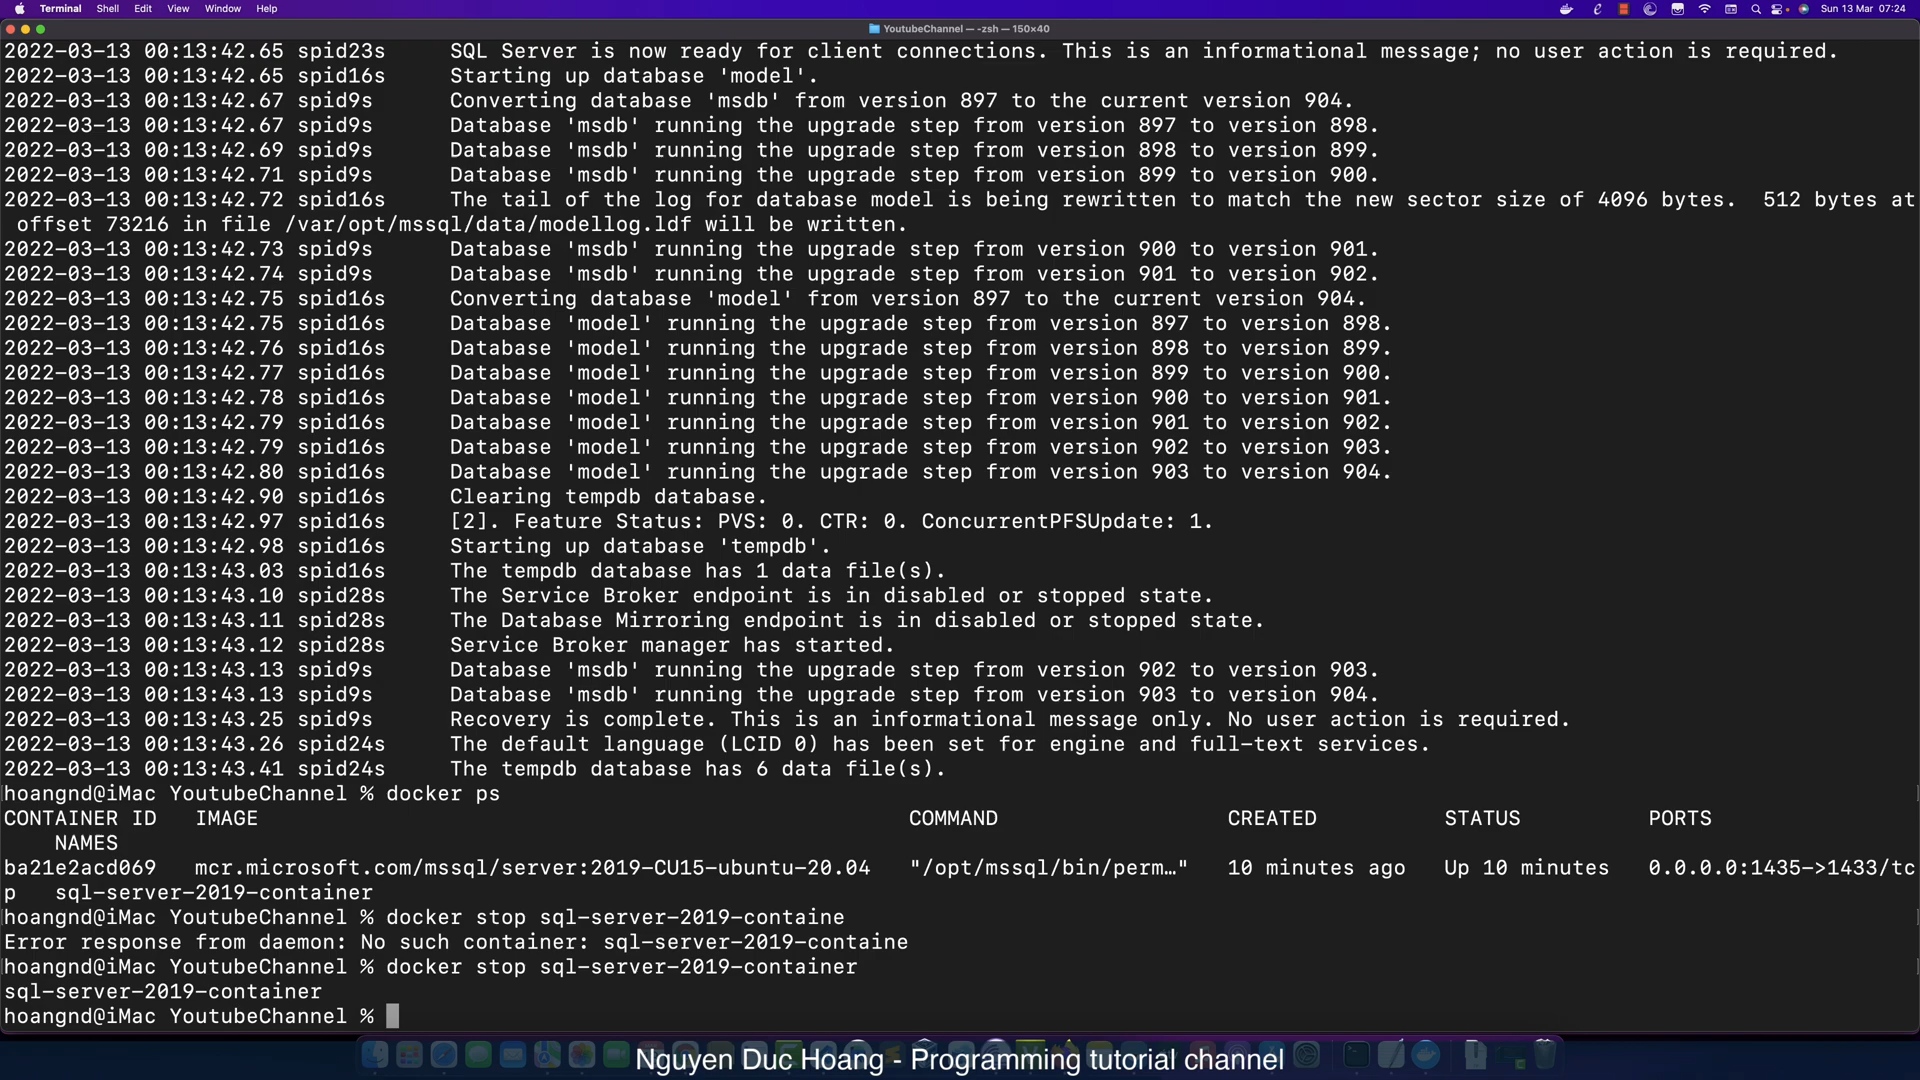 Terminal Shell Edit View Window Help Sun 13 Mar 07:24
YoutubeChannel — -zsh — 150×40
2022-03-13 00:13:42.65 spid23s SQL Server is now ready for client connections. This is an informational message; no user action is required.
2022-03-13 00:13:42.65 spid16s Starting up database 'model'.
2022-03-13 00:13:42.67 spid9s Converting database 'msdb' from version 897 to the current version 904.
2022-03-13 00:13:42.67 spid9s Database 'msdb' running the upgrade step from version 897 to version 898.
2022-03-13 00:13:42.69 spid9s Database 'msdb' running the upgrade step from version 898 to version 899.
2022-03-13 00:13:42.71 spid9s Database 'msdb' running the upgrade step from version 899 to version 900.
2022-03-13 00:13:42.72 spid16s The tail of the log for database model is being rewritten to match the new sector size of 4096 bytes. 512 bytes at
offset 73216 in file /var/opt/mssql/data/modellog.ldf will be written.
2022-03-13 00:13:42.73 spid9s Database 'msdb' running the upgrade step from version 900 to version 901.
2022-03-13 00:13:42.74 spid9s Database 'msdb' running the upgrade step from version 901 to version 902.
2022-03-13 00:13:42.75 spid16s Converting database 'model' from version 897 to the current version 904.
2022-03-13 00:13:42.75 spid16s Database 'model' running the upgrade step from version 897 to version 898.
2022-03-13 00:13:42.76 spid16s Database 'model' running the upgrade step from version 898 to version 899.
2022-03-13 00:13:42.77 spid16s Database 'model' running the upgrade step from version 899 to version 900.
2022-03-13 00:13:42.78 spid16s Database 'model' running the upgrade step from version 900 to version 901.
2022-03-13 00:13:42.79 spid16s Database 'model' running the upgrade step from version 901 to version 902.
2022-03-13 00:13:42.79 spid16s Database 'model' running the upgrade step from version 902 to version 903.
2022-03-13 00:13:42.80 spid16s Database 'model' running the upgrade step from version 903 to version 904.
2022-03-13 00:13:42.90 spid16s Clearing tempdb database.
2022-03-13 00:13:42.97 spid16s [2]. Feature Status: PVS: 0. CTR: 0. ConcurrentPFSUpdate: 1.
2022-03-13 00:13:42.98 spid16s Starting up database 'tempdb'.
2022-03-13 00:13:43.03 spid16s The tempdb database has 1 data file(s).
2022-03-13 00:13:43.10 spid28s The Service Broker endpoint is in disabled or stopped state.
2022-03-13 00:13:43.11 spid28s The Database Mirroring endpoint is in disabled or stopped state.
2022-03-13 00:13:43.12 spid28s Service Broker manager has started.
2022-03-13 00:13:43.13 spid9s Database 'msdb' running the upgrade step from version 902 to version 903.
2022-03-13 00:13:43.13 spid9s Database 'msdb' running the upgrade step from version 903 to version 904.
2022-03-13 00:13:43.25 spid9s Recovery is complete. This is an informational message only. No user action is required.
2022-03-13 00:13:43.26 spid24s The default language (LCID 0) has been set for engine and full-text services.
2022-03-13 00:13:43.41 spid24s The tempdb database has 6 data file(s).
hoangnd@iMac YoutubeChannel % docker ps
CONTAINER ID IMAGE COMMAND CREATED STATUS PORTS
NAMES
ba21e2acd069 mcr.microsoft.com/mssql/server:2019-CU15-ubuntu-20.04 "/opt/mssql/bin/perm…" 10 minutes ago Up 10 minutes 0.0.0.0:1435->1433/tc
p sql-server-2019-container
hoangnd@iMac YoutubeChannel % docker stop sql-server-2019-containe
Error response from daemon: No such container: sql-server-2019-containe
hoangnd@iMac YoutubeChannel % docker stop sql-server-2019-container
sql-server-2019-container
hoangnd@iMac YoutubeChannel %
Nguyen Duc Hoang - Programming tutorial channel